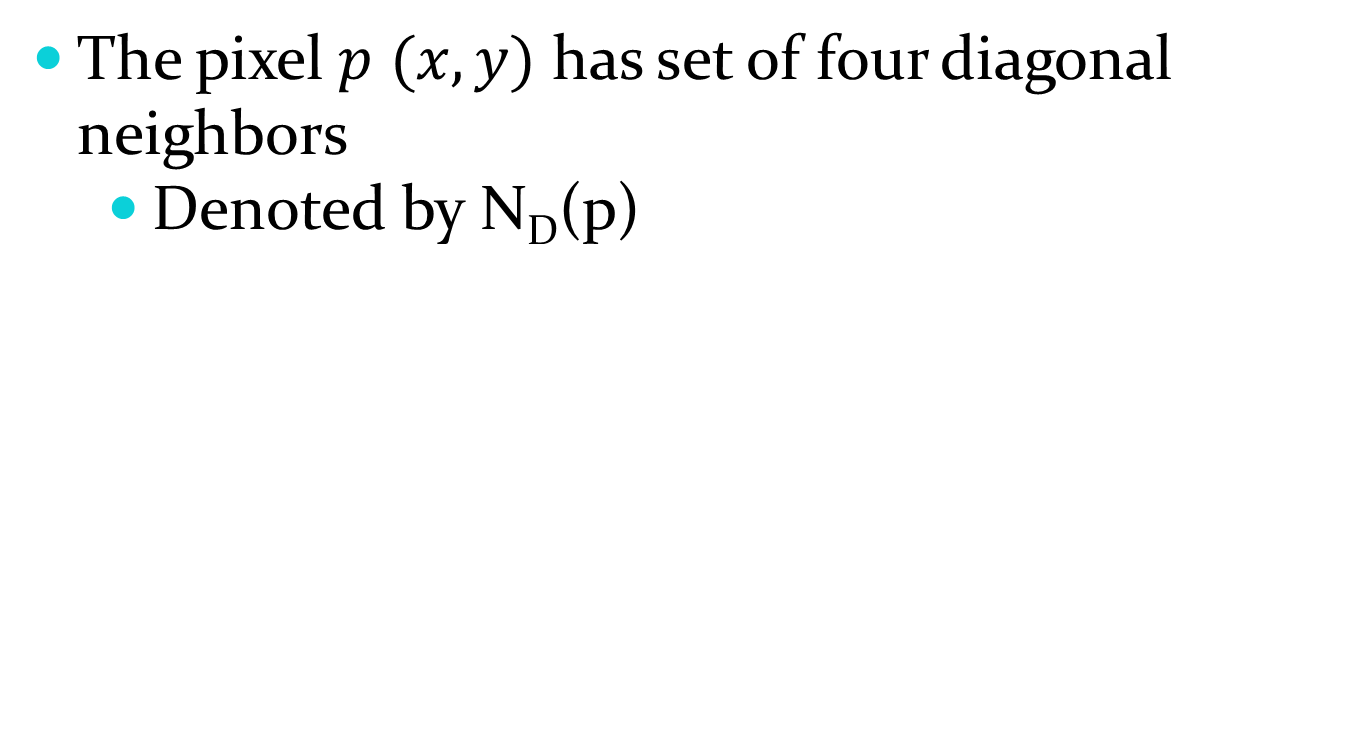 • The pixel p (x, y) has set of four diagonal
neighbors
• Denoted by N_D(p)